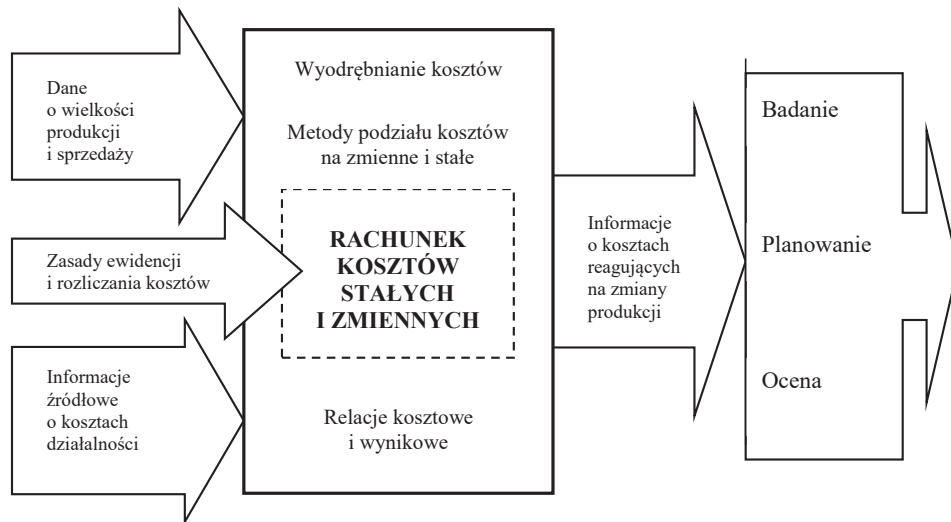 Dane
o wielkości
produkcji
i sprzedaży
Zasady ewidencji
i rozliczania kosztów
Informacje
źródłowe
o kosztach
działalności
Wyodrębnianie kosztów
Metody podziału kosztów
na zmienne i stałe
RACHUNEK
KOSZTÓW
STAŁYCH
I ZMIENNYCH
Relacje kosztowe
i wynikowe
Informacje
o kosztach
reagujących
na zmiany
produkcji
Badanie
Planowanie
Ocena